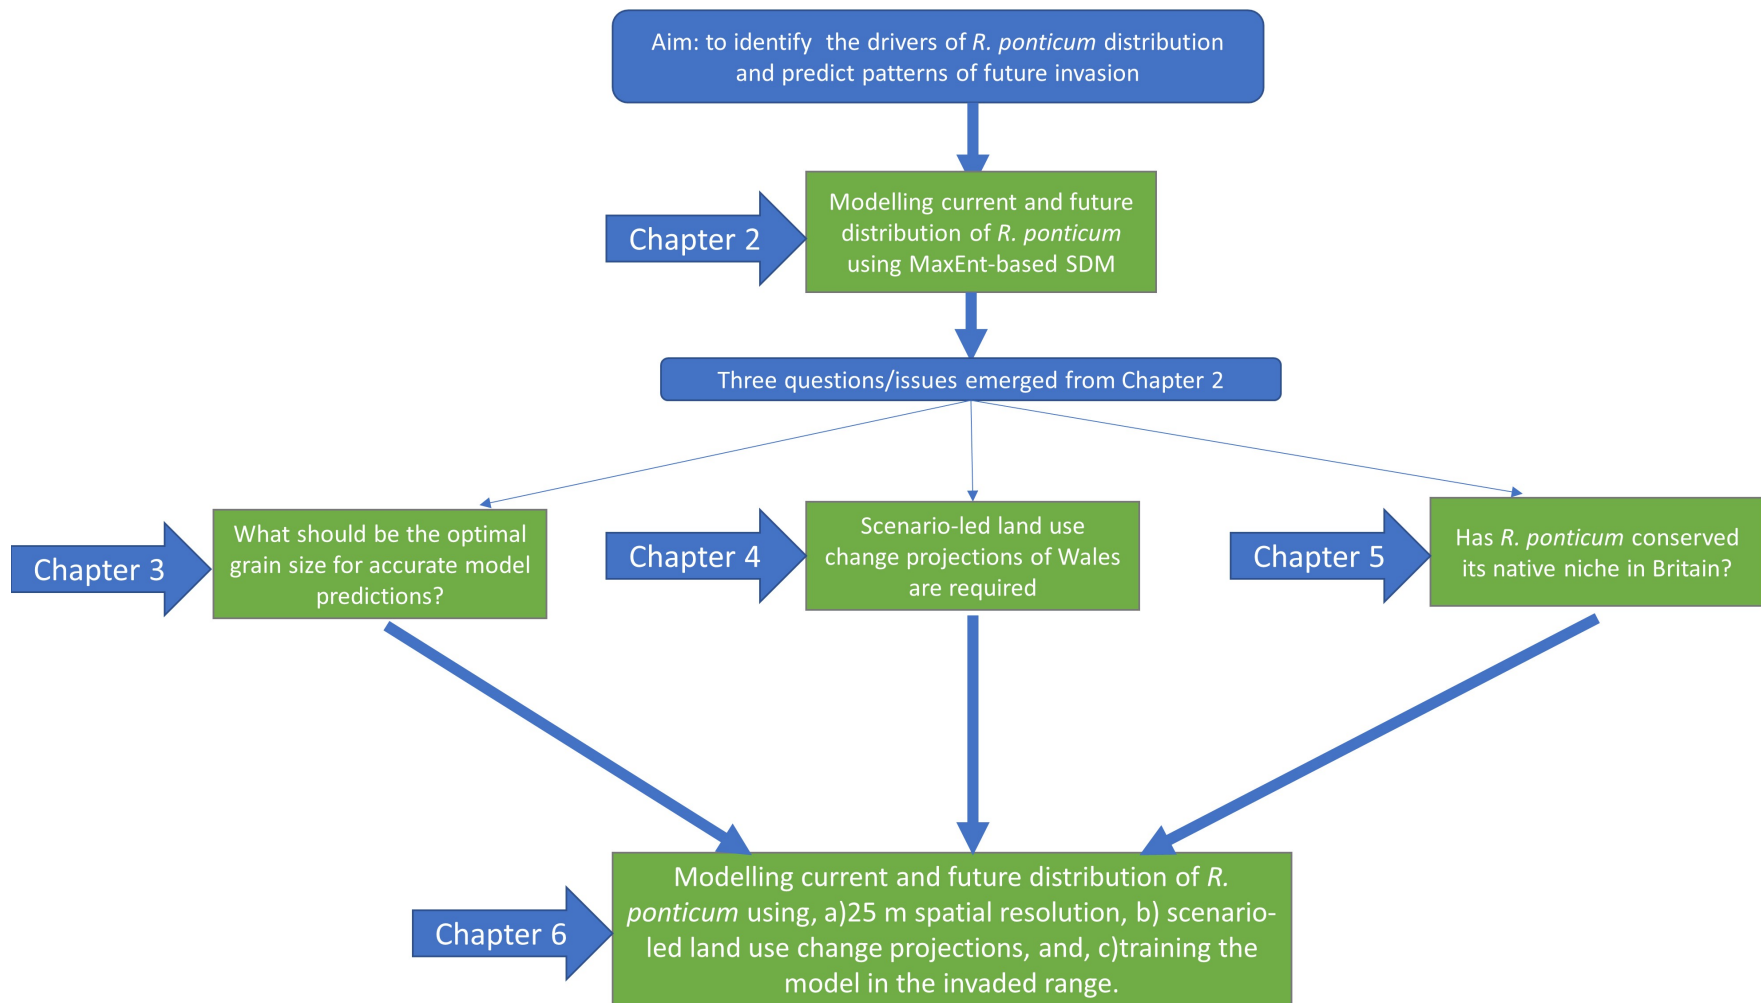 Aim: to identify  the drivers of R. ponticum distribution
and predict patterns of future invasion
Chapter 2
Modelling current and future
distribution of R. ponticum
using MaxEnt-based SDM
Three questions/issues emerged from Chapter 2
Chapter 3
What should be the optimal
grain size for accurate model
predictions?
Chapter 4
Scenario-led land use
change projections of Wales
are required
Chapter 5
Has R. ponticum conserved
its native niche in Britain?
Chapter 6
Modelling current and future distribution of R.
ponticum using, a)25 m spatial resolution, b) scenario-
led land use change projections, and, c)training the
model in the invaded range.